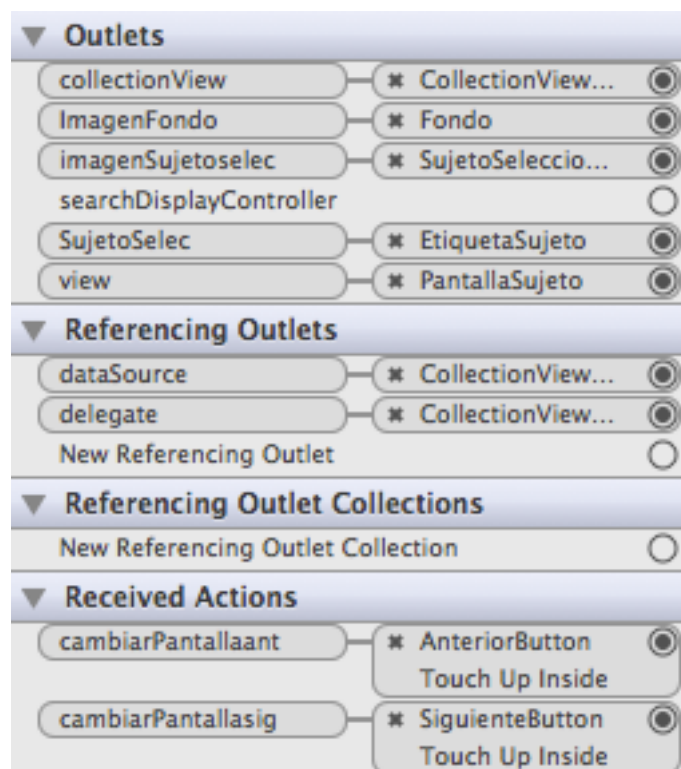 Outlets
collectionView CollectionView...
ImagenFondo Fondo
imagenSujetoselec SujetoSeleccio...
searchDisplayController
SujetoSelec EtiquetaSujeto
view PantallaSujeto
Referencing Outlets
dataSource CollectionView...
delegate CollectionView...
New Referencing Outlet
Referencing Outlet Collections
New Referencing Outlet Collection
Received Actions
cambiarPantallaant AnteriorButton
Touch Up Inside
cambiarPantallasig SiguienteButton
Touch Up Inside